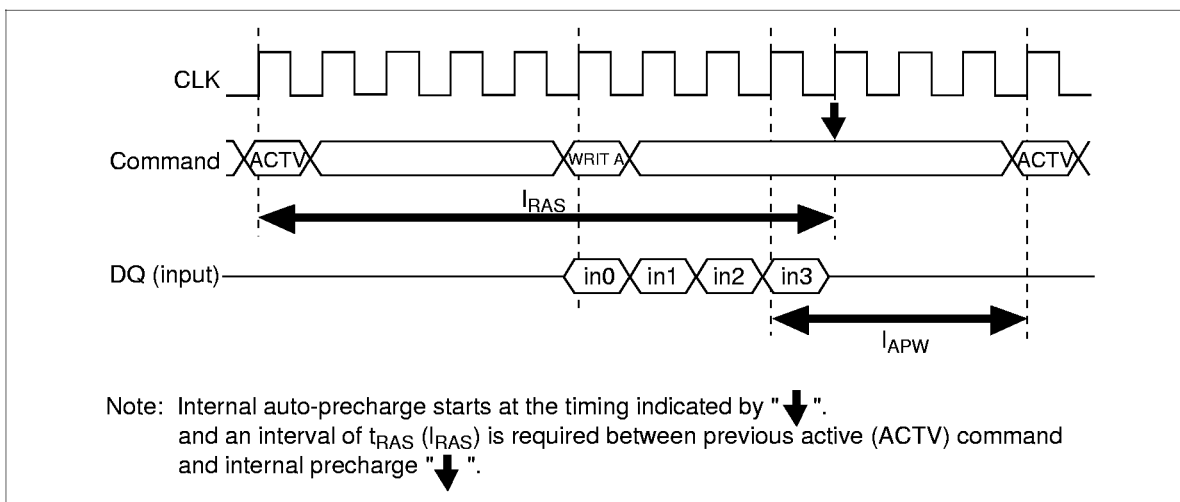 CLK
Command ACTV WRIT A ACTV
lRAS
DQ (input) in0 in1 in2 in3
lAPW
Note: Internal auto-precharge starts at the timing indicated by " ".
and an interval of tRAS (lRAS) is required between previous active (ACTV) command
and internal precharge " ".